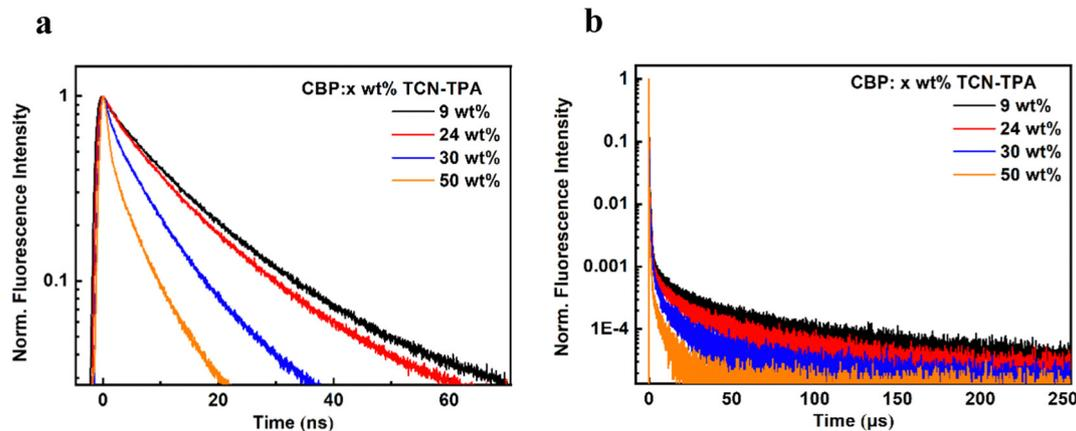 a
CBP:x wt% TCN-TPA
9 wt%
24 wt%
30 wt%
50 wt%
1
0.1
Norm. Fluorescence Intensity
0 20 40 60
Time (ns)
b
CBP: x wt% TCN-TPA
9 wt%
24 wt%
30 wt%
50 wt%
1
0.1
0.01
0.001
1E-4
Norm. Fluorescence Intensity
0 50 100 150 200 250
Time (µs)